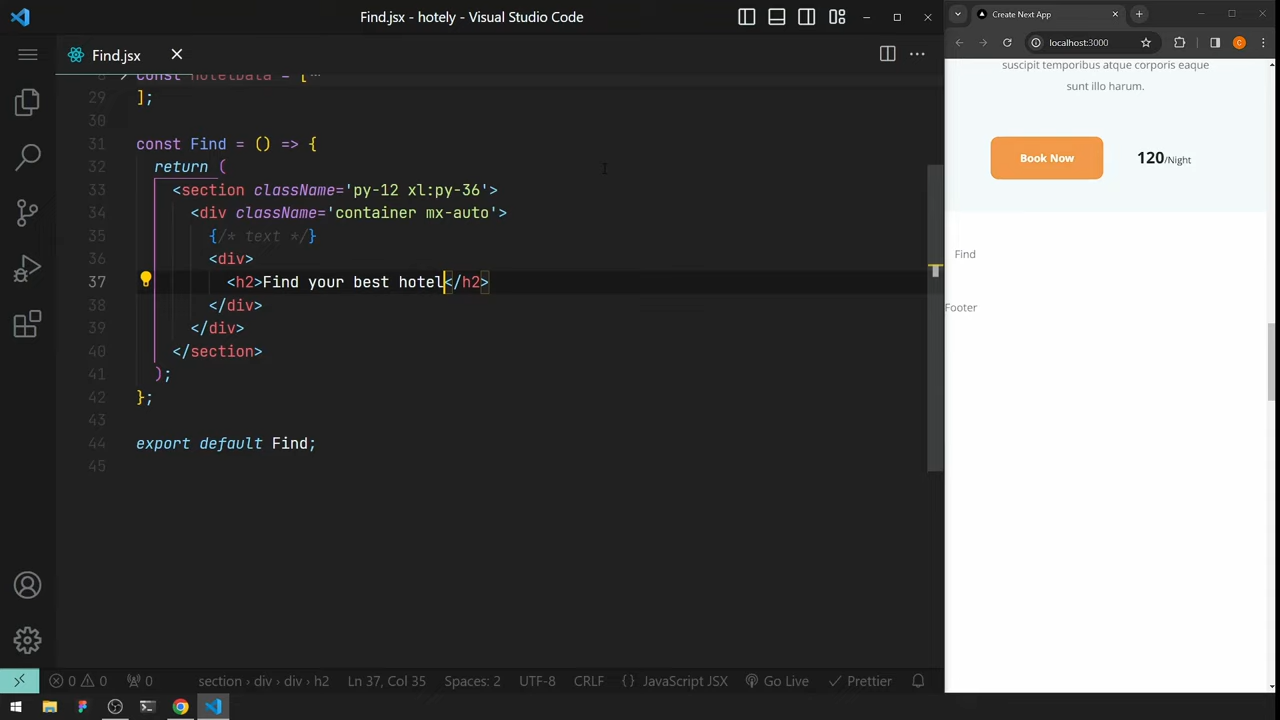 Find.jsx - hotely - Visual Studio Code
Find.jsx
8 const hotelData = [
29 ];
30
31 const Find = () => {
32 return (
33 <section className='py-12 xl:py-36'>
34 <div className='container mx-auto'>
35 {/* text */}
36 <div>
37 <h2>Find your best hotel</h2>
38 </div>
39 </div>
40 </section>
41 );
42 };
43
44 export default Find;
45
0 0 0 section › div › div › h2 Ln 37, Col 35 Spaces: 2 UTF-8 CRLF {} JavaScript JSX Go Live Prettier
Create Next App
localhost:3000
suscipit temporibus atque corporis eaque
sunt illo harum.
Book Now 120/Night
Find
Footer